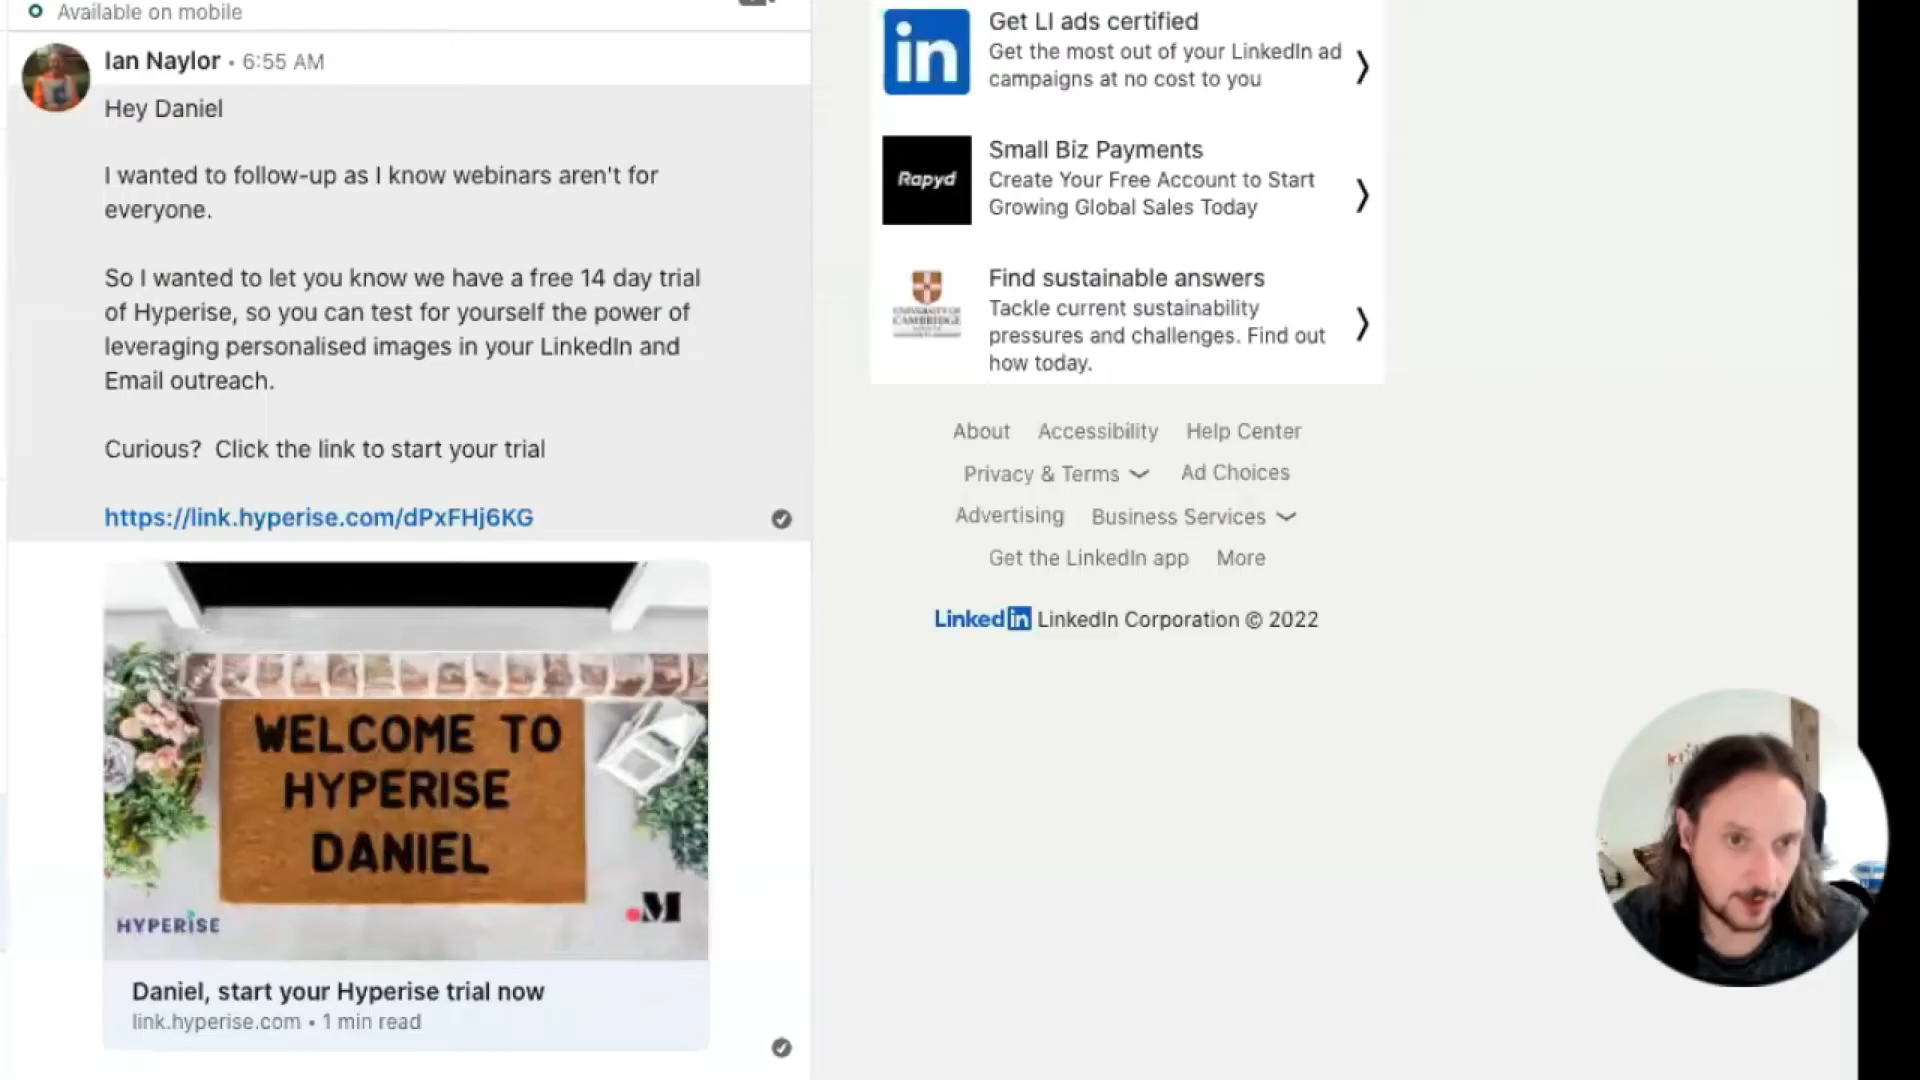 Available on mobile
Ian Naylor • 6:55 AM
Hey Daniel
I wanted to follow-up as I know webinars aren't for
everyone.
So I wanted to let you know we have a free 14 day trial
of Hyperise, so you can test for yourself the power of
leveraging personalised images in your LinkedIn and
Email outreach.
Curious?  Click the link to start your trial
https://link.hyperise.com/dPxFHj6KG
WELCOME TO
HYPERISE
DANIEL
HYPERISE
.M
Daniel, start your Hyperise trial now
link.hyperise.com • 1 min read
in
Get LI ads certified
Get the most out of your LinkedIn ad
campaigns at no cost to you
Rapyd
Small Biz Payments
Create Your Free Account to Start
Growing Global Sales Today
UNIVERSITY OF
CAMBRIDGE
Find sustainable answers
Tackle current sustainability
pressures and challenges. Find out
how today.
About Accessibility Help Center
Privacy & Terms Ad Choices
Advertising Business Services
Get the LinkedIn app More
Linked in LinkedIn Corporation © 2022